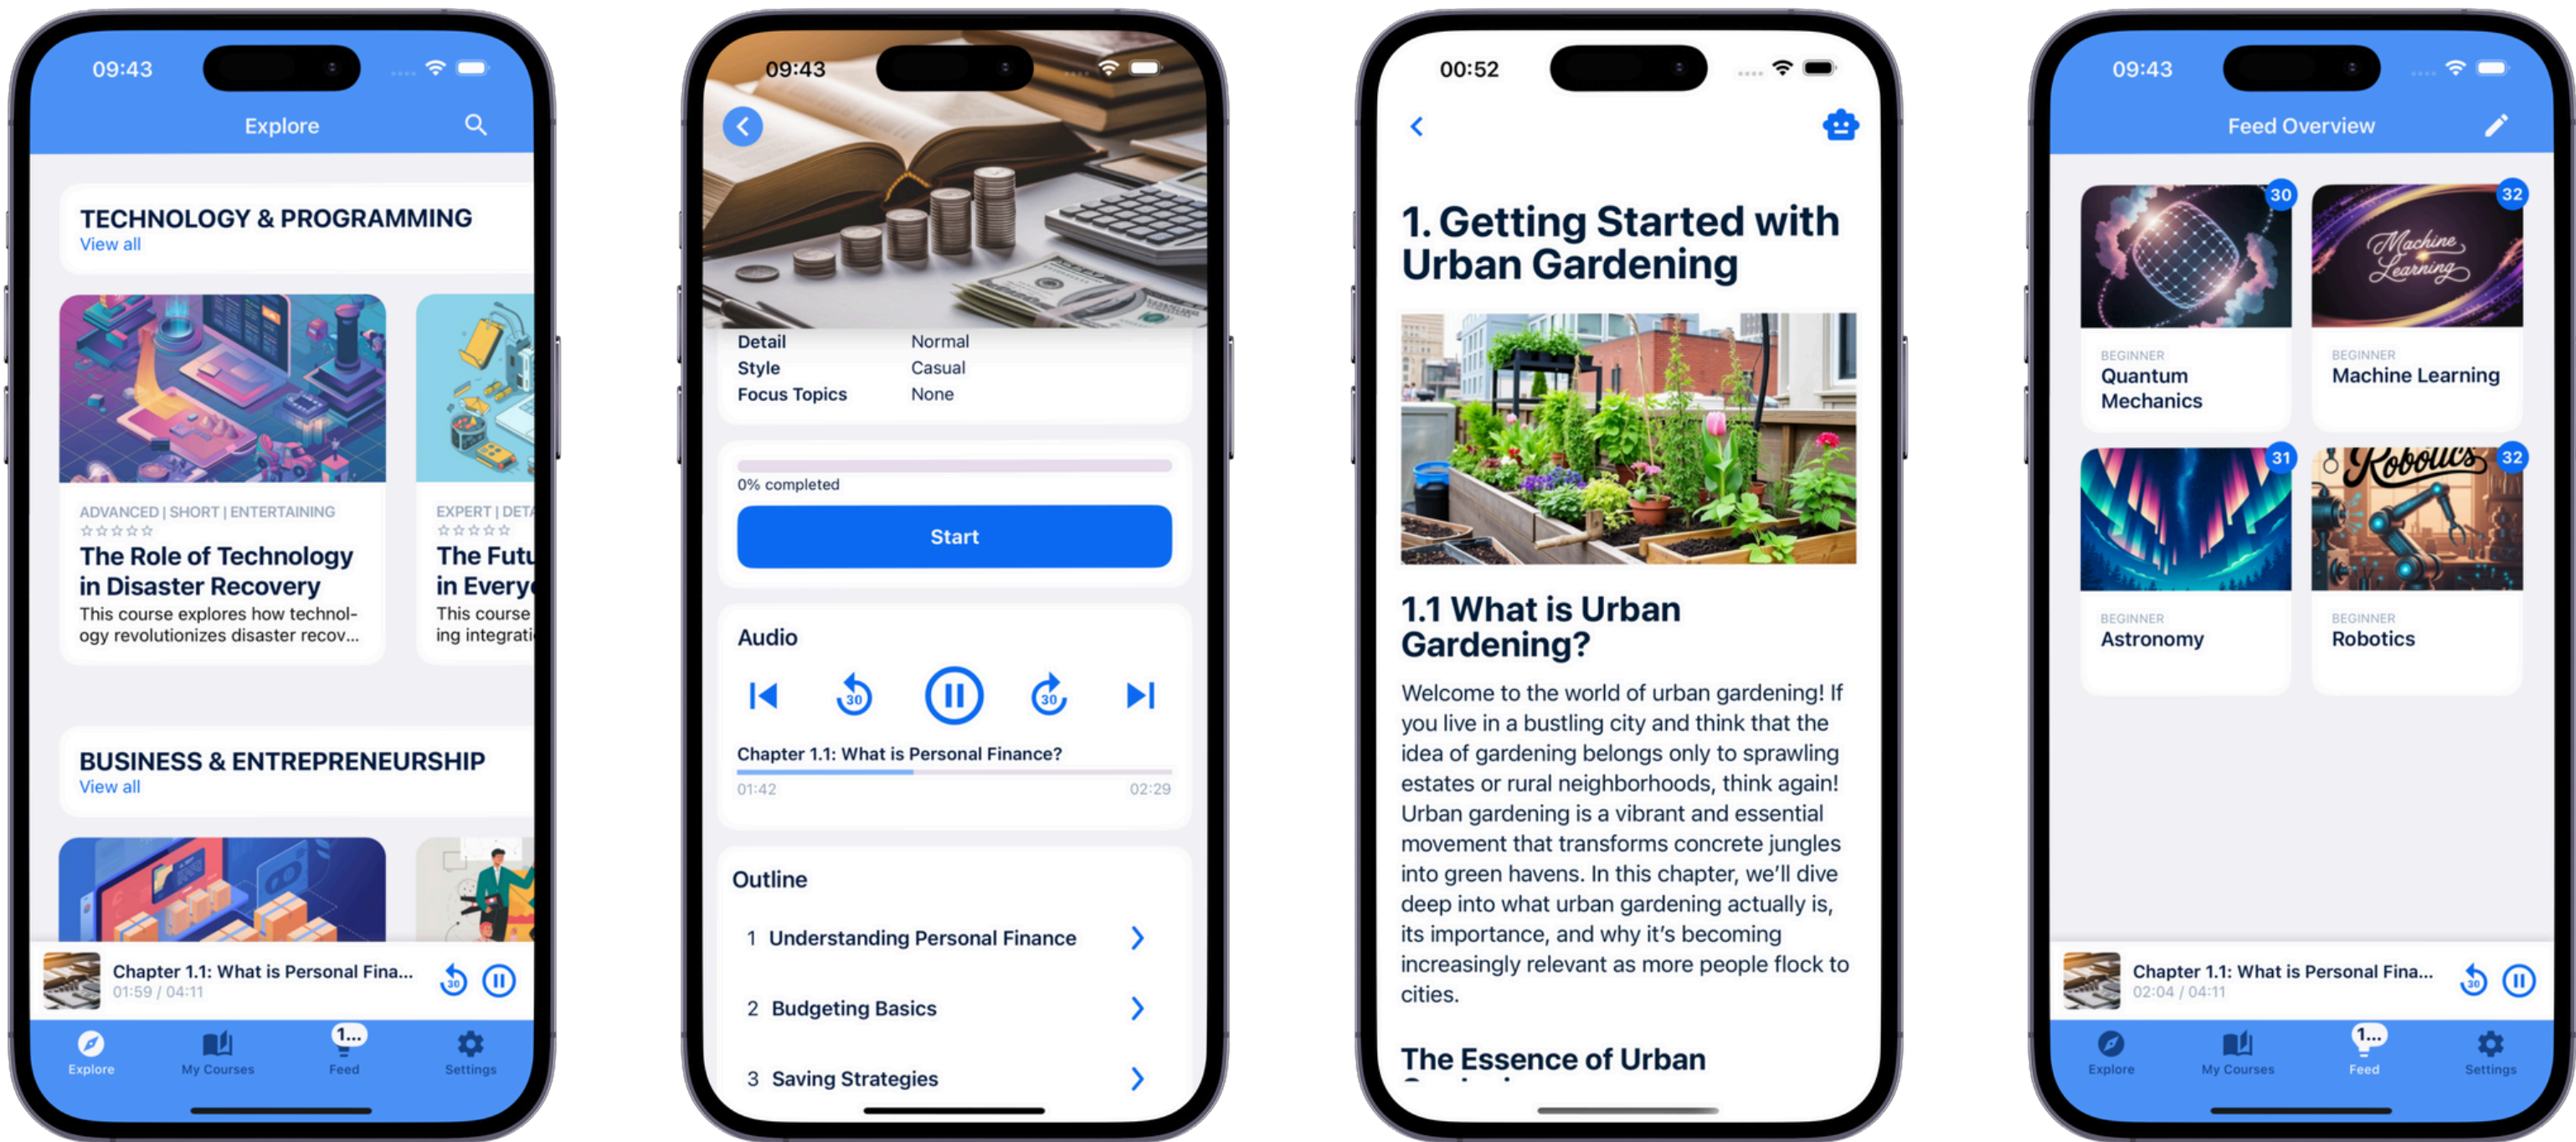 09:43
Explore
TECHNOLOGY & PROGRAMMING
View all
ADVANCED | SHORT | ENTERTAINING
The Role of Technology
in Disaster Recovery
This course explores how technol-
ogy revolutionizes disaster recov...
EXPERT | DETA
The Futu
in Every
This course
ing integrati
BUSINESS & ENTREPRENEURSHIP
View all
Chapter 1.1: What is Personal Fina...
01:59 / 04:11
30
1...
Explore
My Courses
Feed
Settings
09:43
Detail Normal
Style Casual
Focus Topics None
0% completed
Start
Audio
30
30
Chapter 1.1: What is Personal Finance?
01:42 02:29
Outline
1 Understanding Personal Finance
2 Budgeting Basics
3 Saving Strategies
00:52
1. Getting Started with
Urban Gardening
1.1 What is Urban
Gardening?
Welcome to the world of urban gardening! If
you live in a bustling city and think that the
idea of gardening belongs only to sprawling
estates or rural neighborhoods, think again!
Urban gardening is a vibrant and essential
movement that transforms concrete jungles
into green havens. In this chapter, we'll dive
deep into what urban gardening actually is,
its importance, and why it's becoming
increasingly relevant as more people flock to
cities.
The Essence of Urban
09:43
Feed Overview
30
BEGINNER
Quantum
Mechanics
32
Machine
Learning
BEGINNER
Machine Learning
31
BEGINNER
Astronomy
32
Robotics
BEGINNER
Robotics
Chapter 1.1: What is Personal Fina...
02:04 / 04:11
30
1...
Explore
My Courses
Feed
Settings